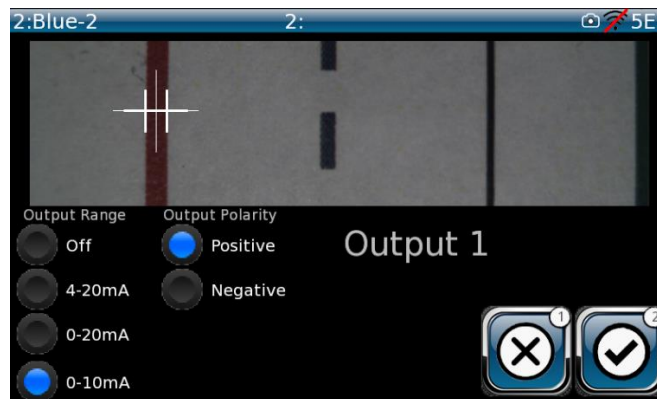 2:Blue-2 2: 5E
Output Range Output Polarity
Off Positive Output 1
4-20mA Negative
0-20mA
0-10mA
1 2